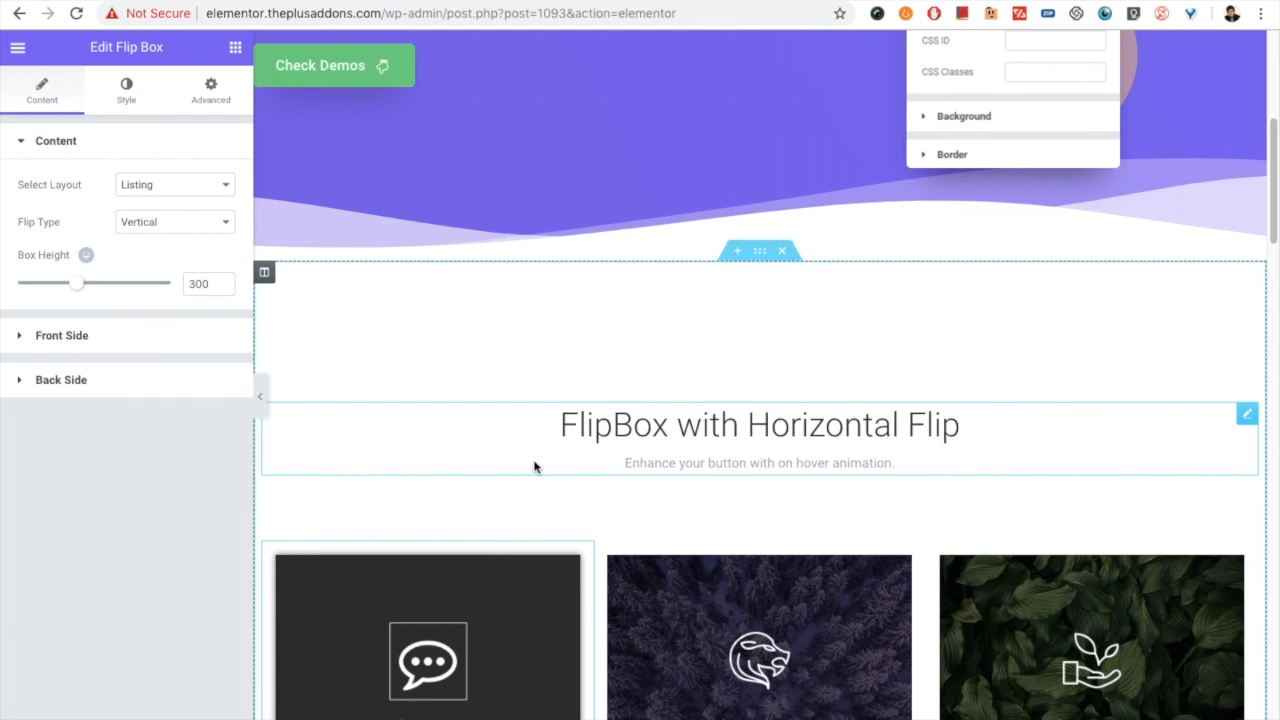 Not Secure
elementor.theplusaddons.com/wp-admin/post.php?post=1093&action=elementor
ZIP
Edit Flip Box
Content
Style
Advanced
Content
Select Layout
Listing
Flip Type
Vertical
Box Height
300
Front Side
Back Side
Check Demos
CSS ID
CSS Classes
Background
Border
FlipBox with Horizontal Flip
Enhance your button with on hover animation.